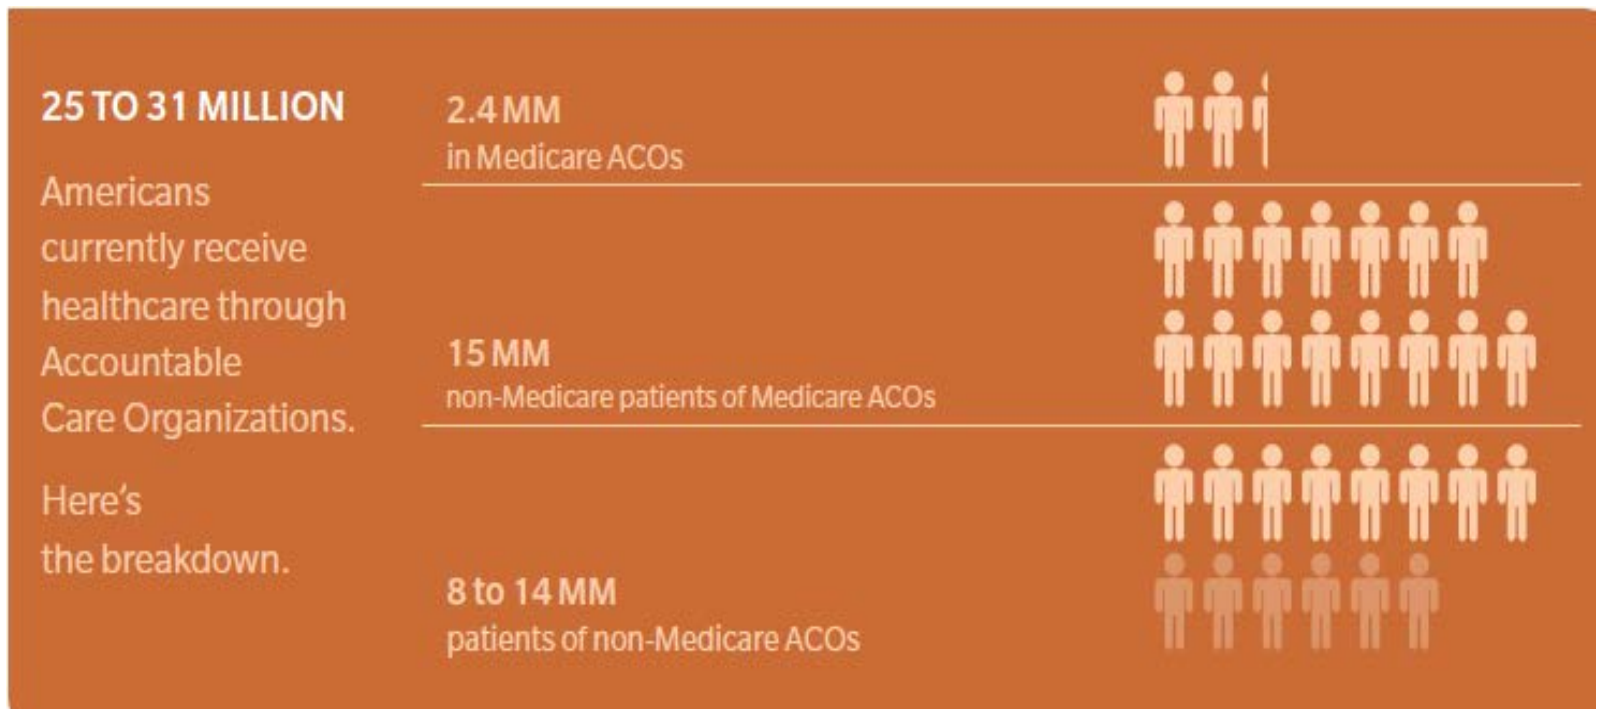 25 TO 31 MILLION
Americans
currently receive
healthcare through
Accountable
Care Organizations.
Here's
the breakdown.
2.4 MM
in Medicare ACOs
15 MM
non-Medicare patients of Medicare ACOs
8 to 14 MM
patients of non-Medicare ACOs